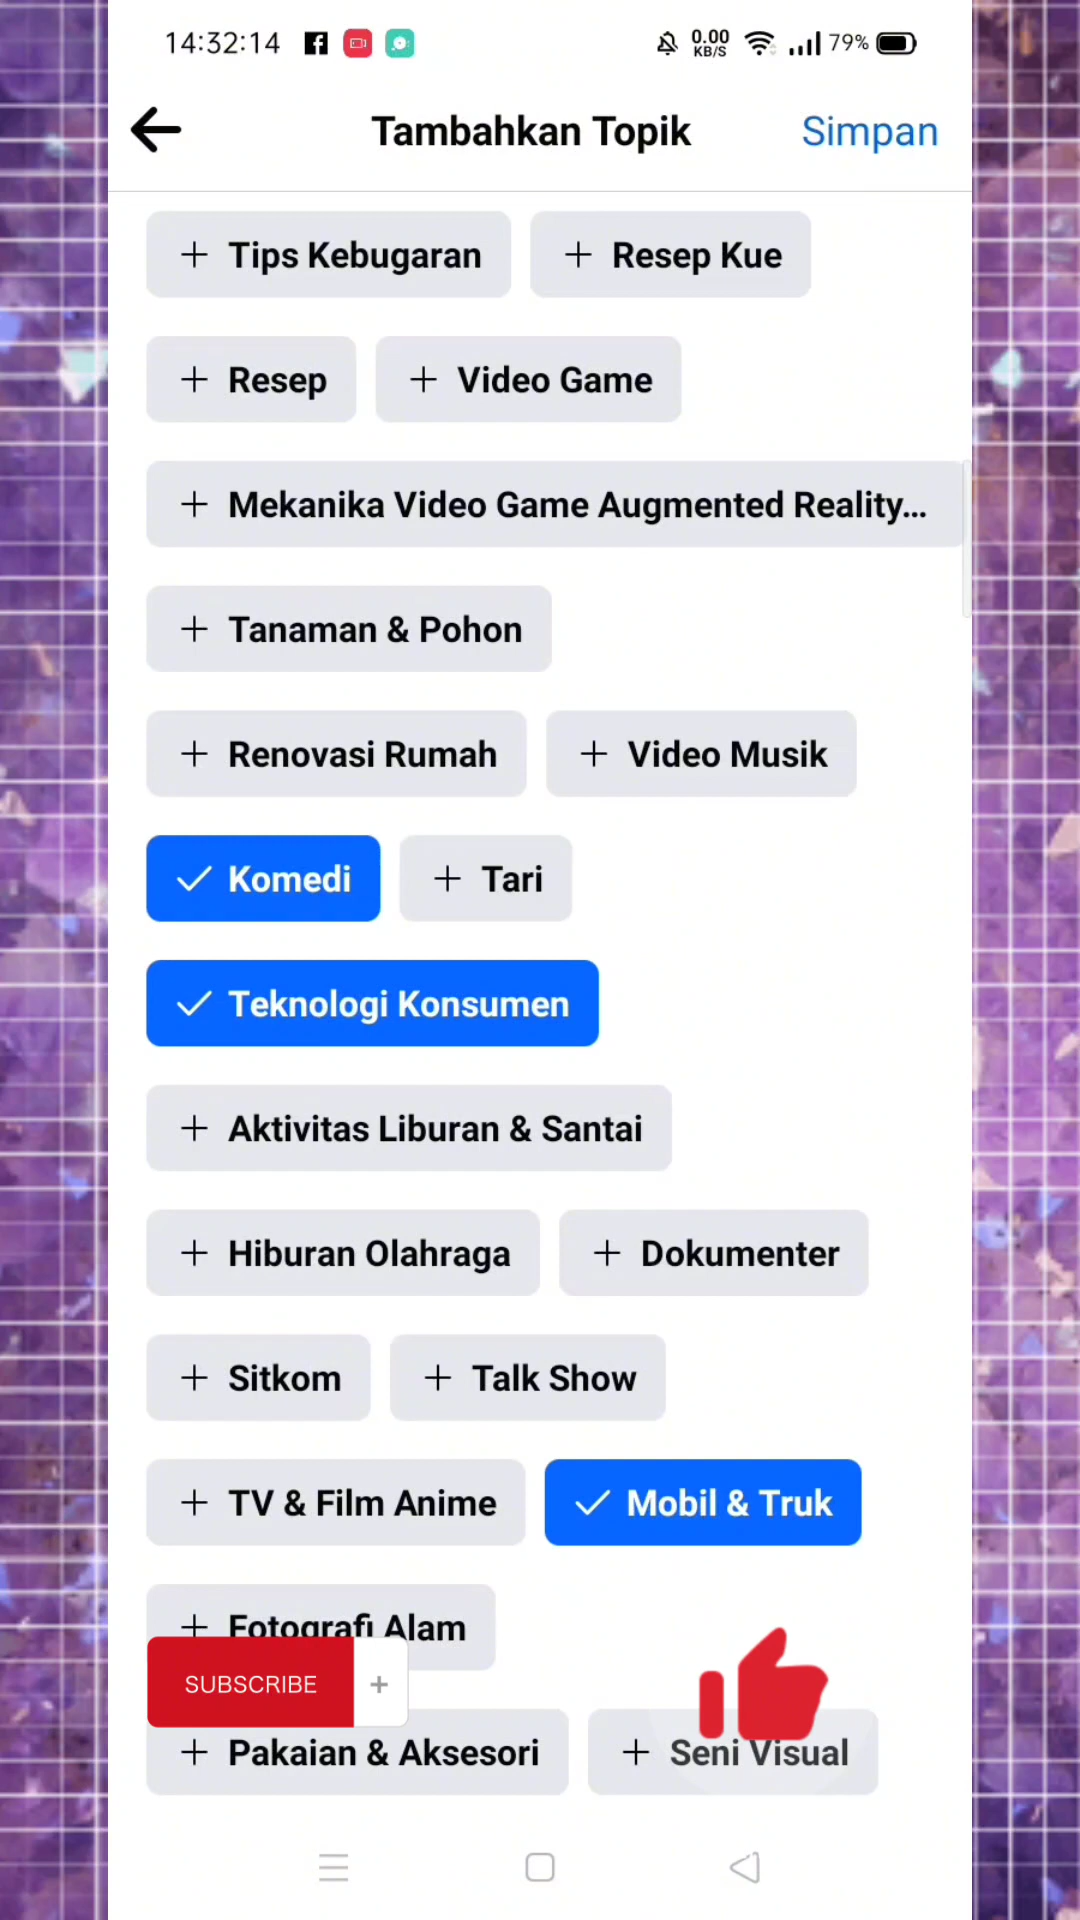 14:32:14 0.00 KB/S 79%
Tambahkan Topik Simpan
+ Tips Kebugaran + Resep Kue
+ Resep + Video Game
+ Mekanika Video Game Augmented Reality...
+ Tanaman & Pohon
+ Renovasi Rumah + Video Musik
Komedi + Tari
Teknologi Konsumen
+ Aktivitas Liburan & Santai
+ Hiburan Olahraga + Dokumenter
+ Sitkom + Talk Show
+ TV & Film Anime Mobil & Truk
+ Fotografi Alam
SUBSCRIBE +
+ Pakaian & Aksesori + Seni Visual